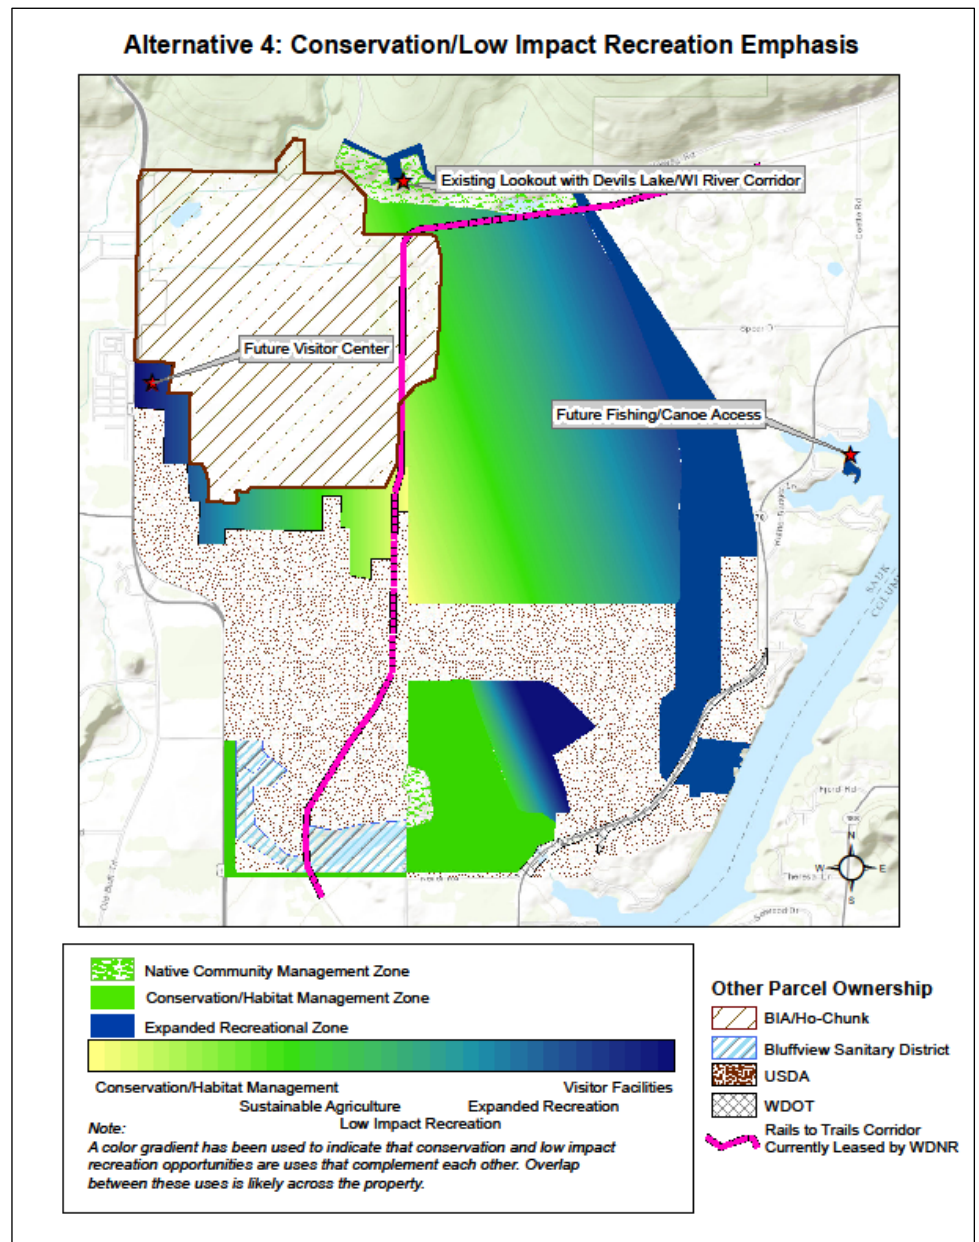 Alternative 4: Conservation/Low Impact Recreation Emphasis
Existing Lookout with Devils Lake/WI River Corridor
Future Visitor Center
Future Fishing/Canoe Access
SAUK
Fjord Rd
N
W
E
S
Native Community Management Zone
Conservation/Habitat Management Zone
Expanded Recreational Zone
Conservation/Habitat Management
Visitor Facilities
Sustainable Agriculture
Expanded Recreation
Low Impact Recreation
Note:
A color gradient has been used to indicate that conservation and low impact
recreation opportunities are uses that complement each other. Overlap
between these uses is likely across the property.
Other Parcel Ownership
BIA/Ho-Chunk
Bluffview Sanitary District
USDA
WDOT
Rails to Trails Corridor
Currently Leased by WDNR